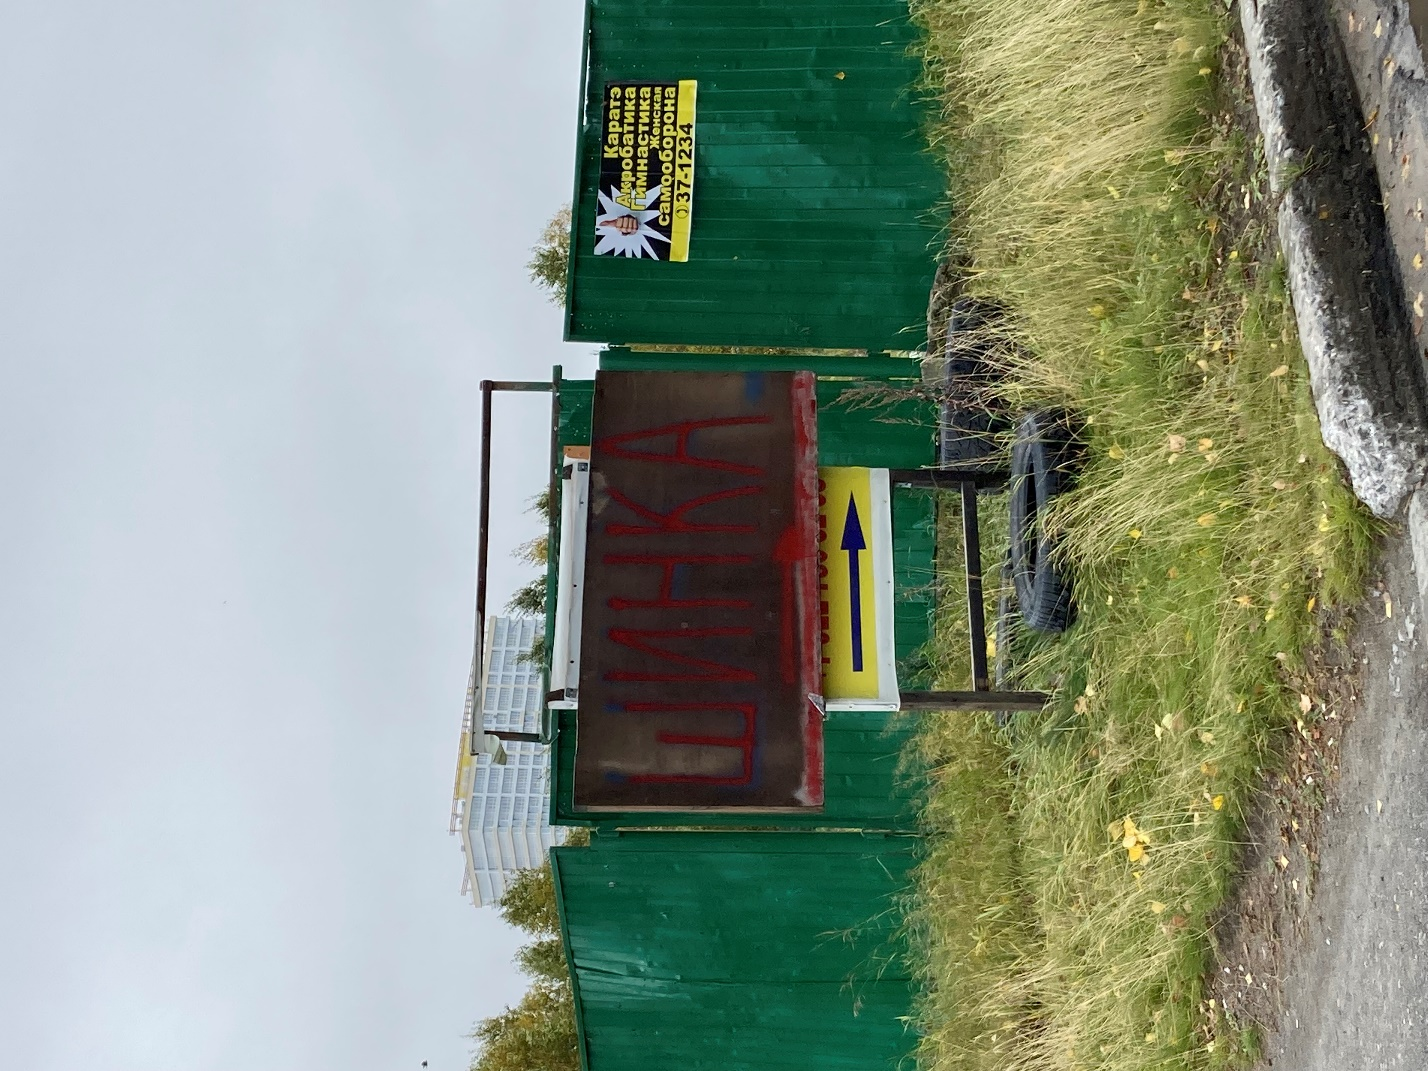 ШИНКА
Каратэ
Акробатика
Гимнастика
Женская
самооборона
37-1234